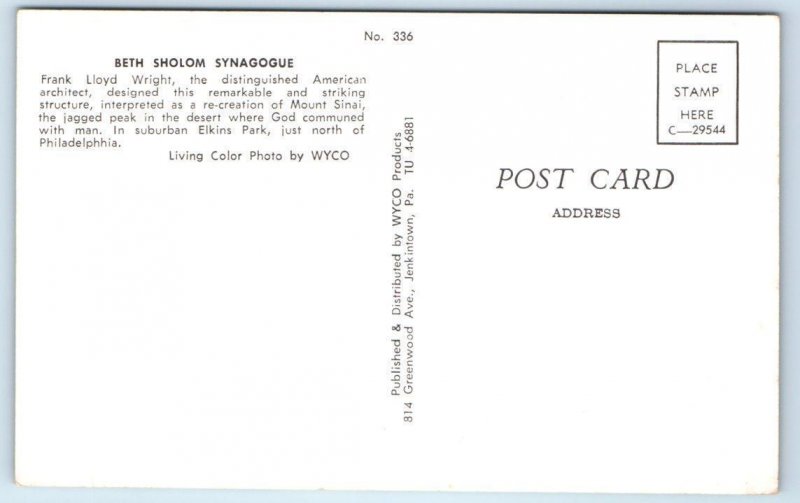 No. 336
BETH SHOLOM SYNAGOGUE
Frank Lloyd Wright, the distinguished American
architect, designed this remarkable and striking
structure, interpreted as a re-creation of Mount Sinai,
the jagged peak in the desert where God communed
with man. In suburban Elkins Park, just north of
Philadelphhia.
Living Color Photo by WYCO
Published & Distributed by WYCO Products
814 Greenwood Ave., Jenkintown, Pa. TU 4-6881
PLACE
STAMP
HERE
C—29544
POST CARD
ADDRESS